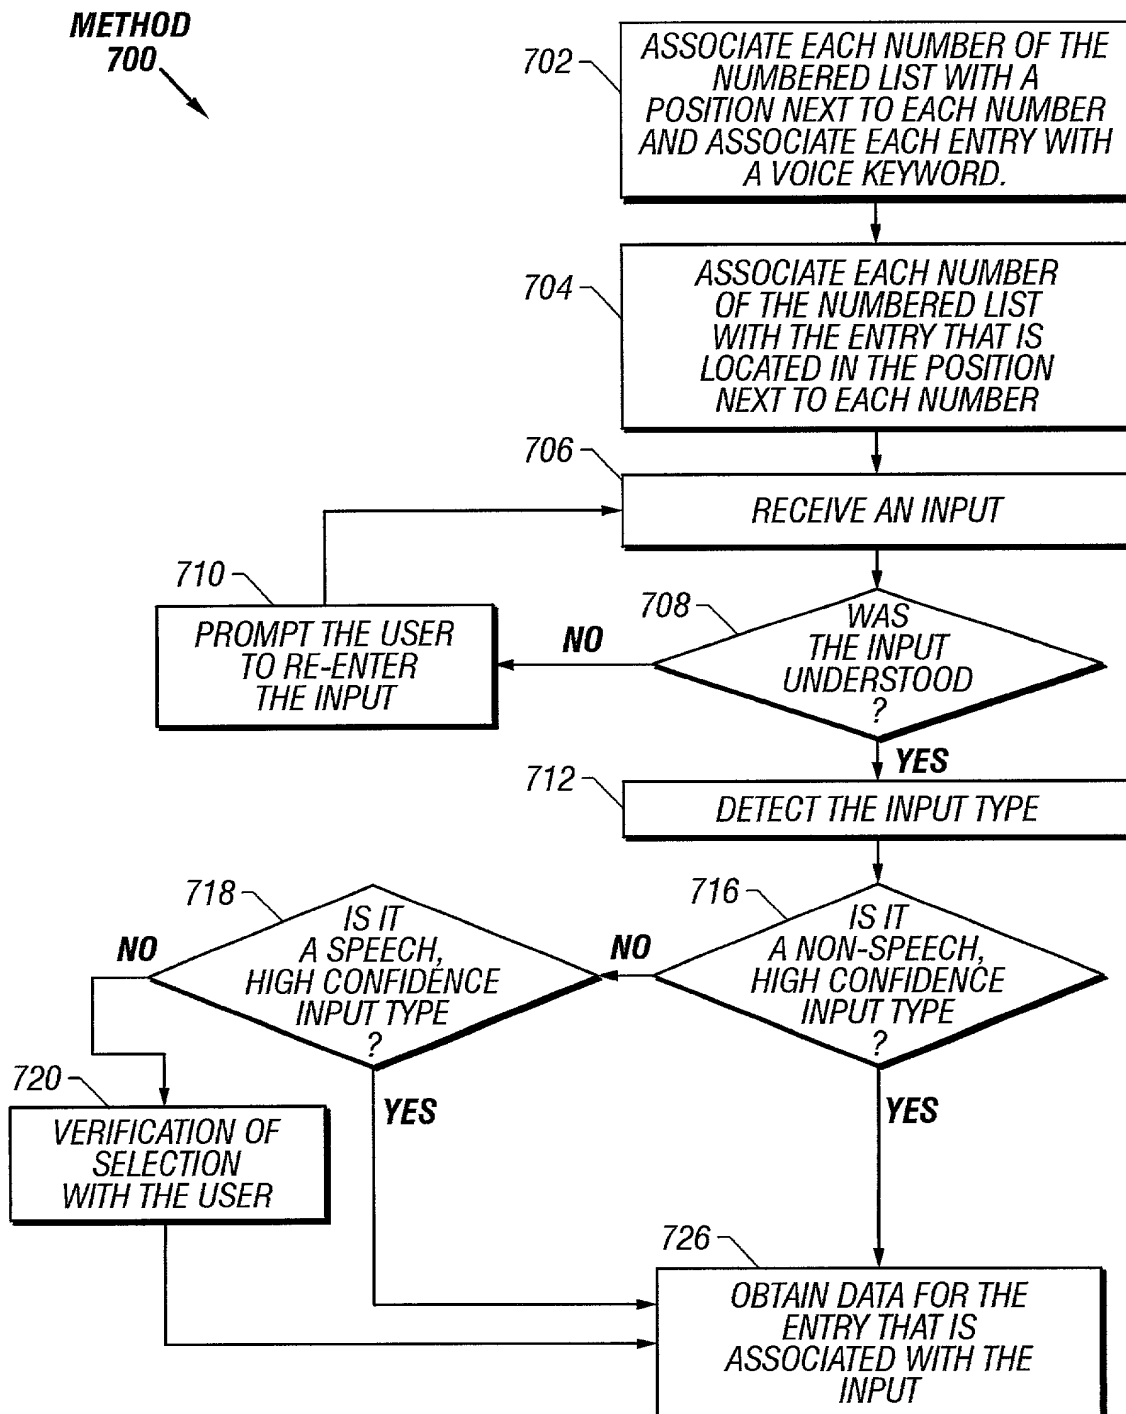 METHOD
700
702
ASSOCIATE EACH NUMBER OF THE
NUMBERED LIST WITH A
POSITION NEXT TO EACH NUMBER
AND ASSOCIATE EACH ENTRY WITH
A VOICE KEYWORD.
704
ASSOCIATE EACH NUMBER
OF THE NUMBERED LIST
WITH THE ENTRY THAT IS
LOCATED IN THE POSITION
NEXT TO EACH NUMBER
706
RECEIVE AN INPUT
710
PROMPT THE USER
TO RE-ENTER
THE INPUT
NO
708
WAS
THE INPUT
UNDERSTOOD
?
YES
712
DETECT THE INPUT TYPE
718
IS IT
A SPEECH,
HIGH CONFIDENCE
INPUT TYPE
?
NO
YES
716
IS IT
A NON-SPEECH,
HIGH CONFIDENCE
INPUT TYPE
?
NO
YES
720
VERIFICATION OF
SELECTION
WITH THE USER
726
OBTAIN DATA FOR THE
ENTRY THAT IS
ASSOCIATED WITH THE
INPUT